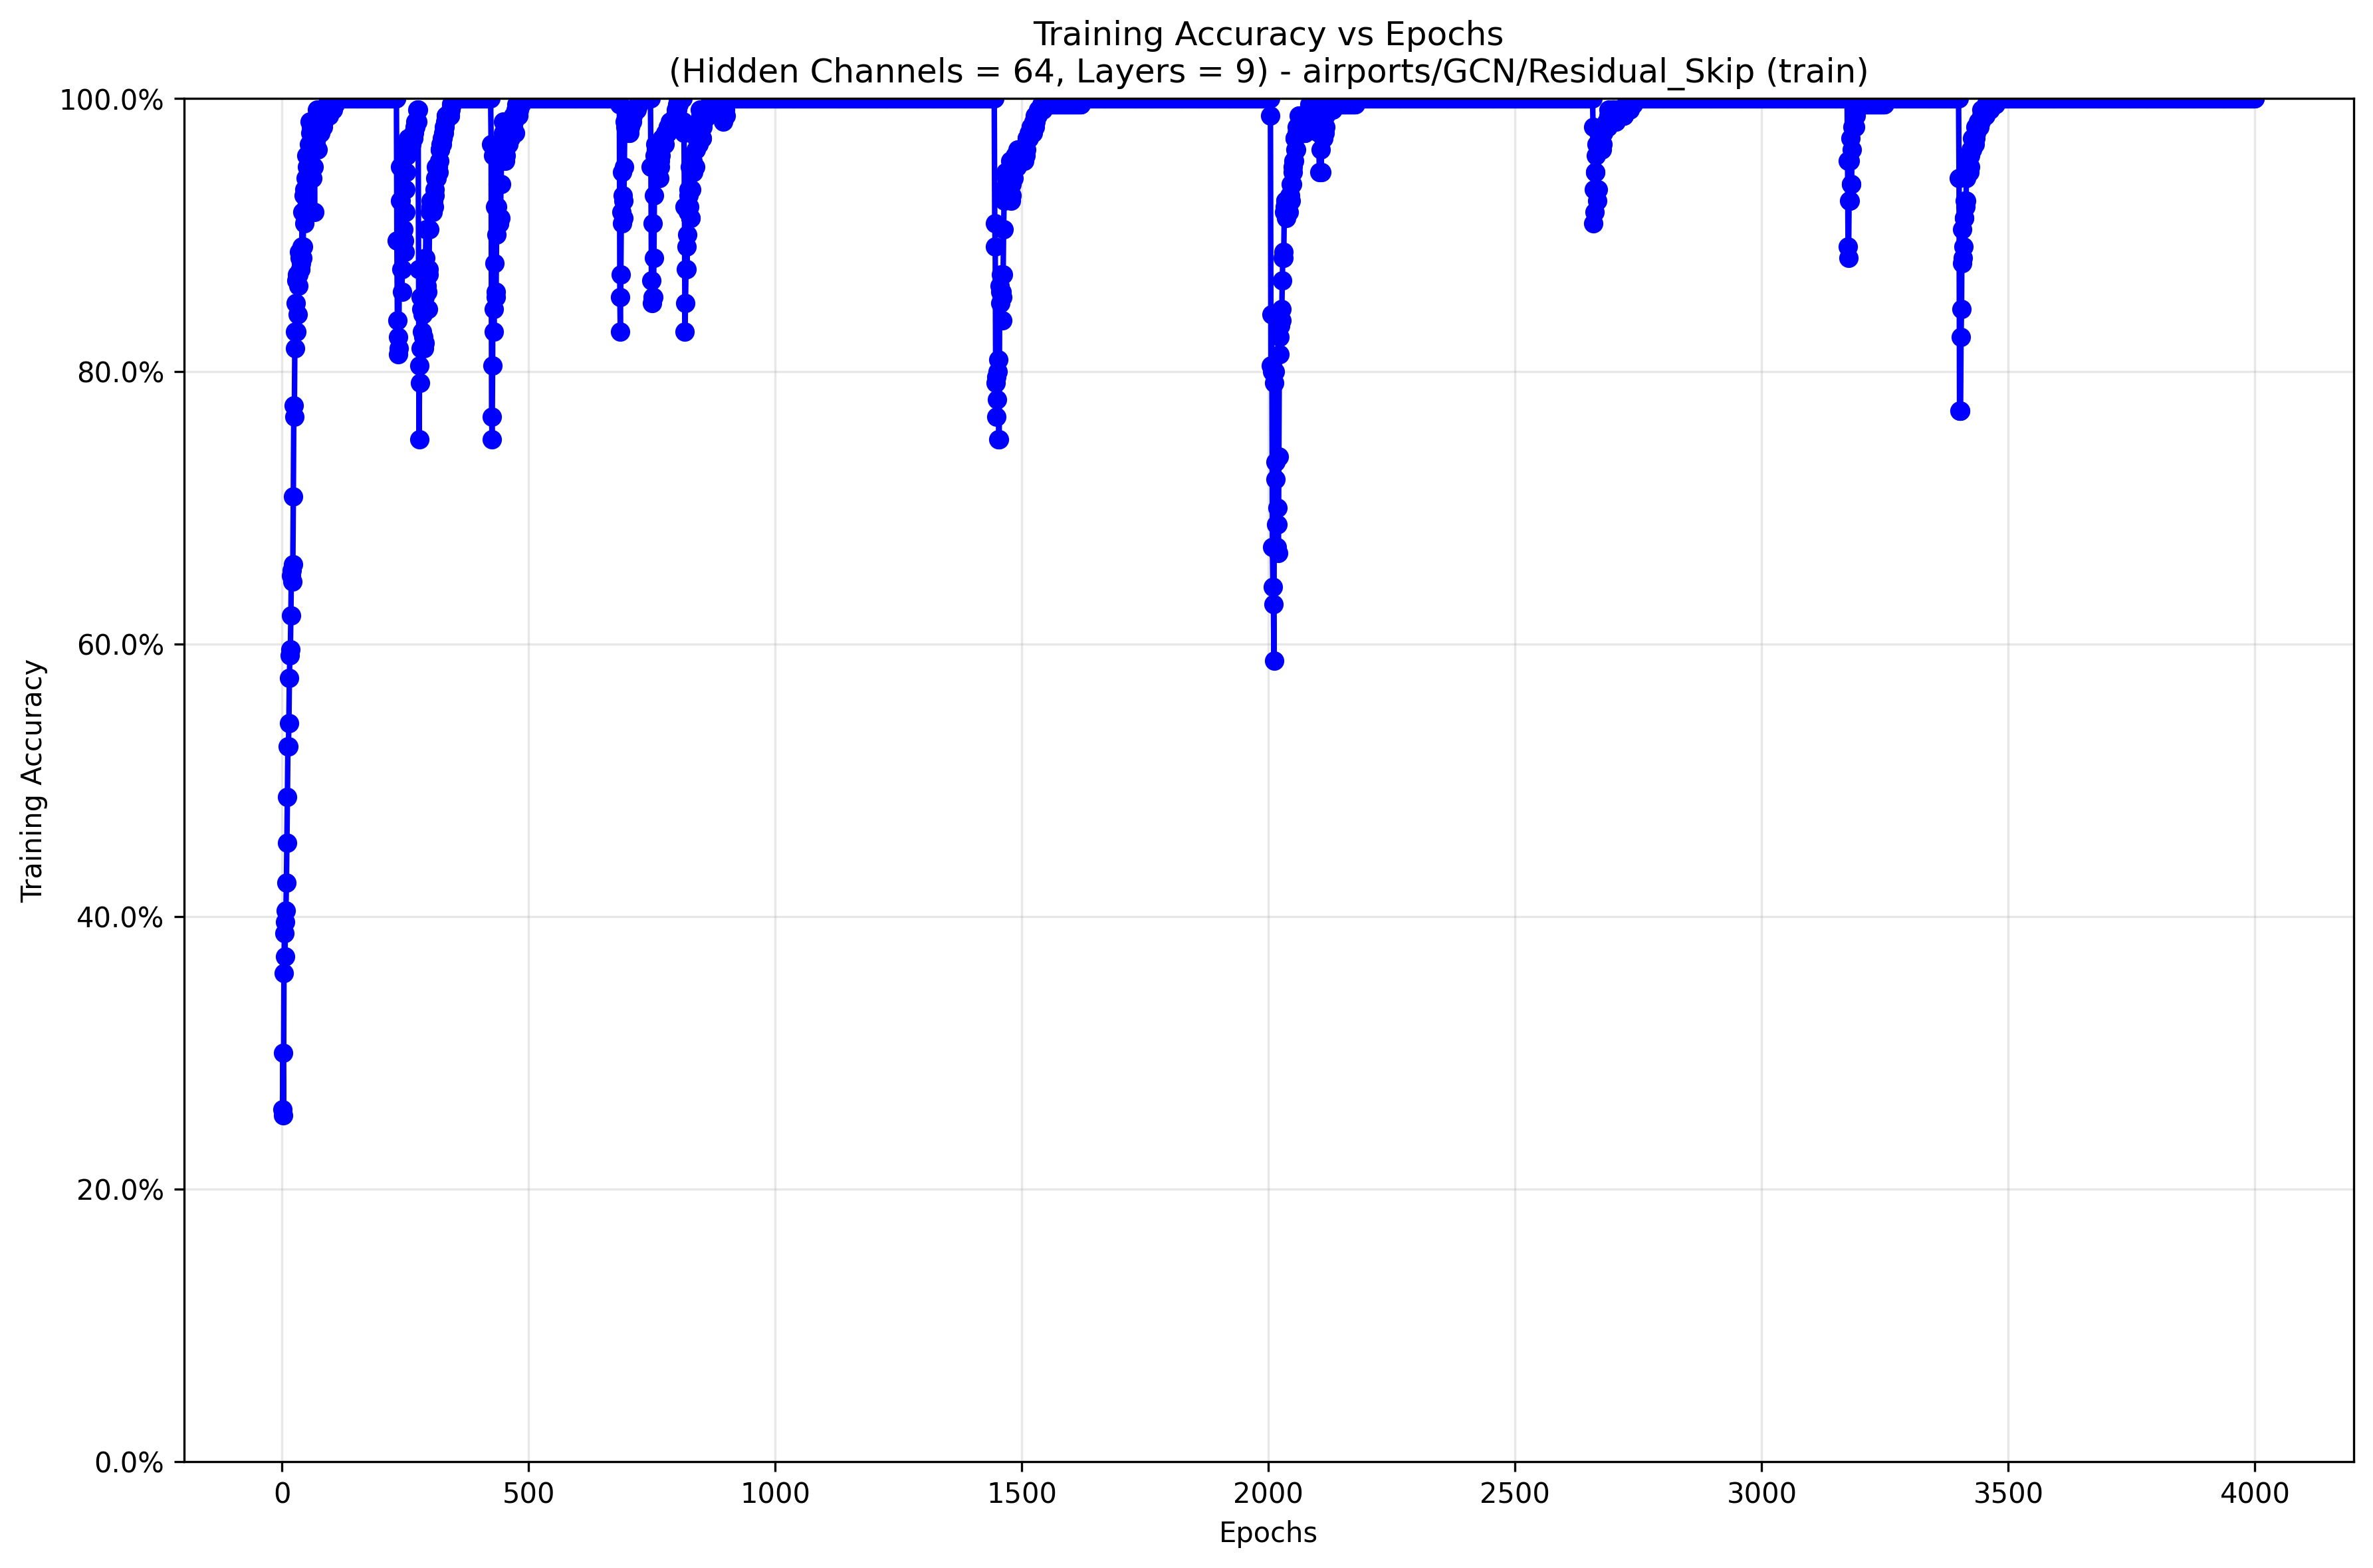 Training Accuracy vs Epochs
(Hidden Channels = 64, Layers = 9) - airports/GCN/Residual_Skip (train)
100.0%
80.0%
60.0%
40.0%
20.0%
0.0%
Training Accuracy
0 500 1000 1500 2000 2500 3000 3500 4000
Epochs